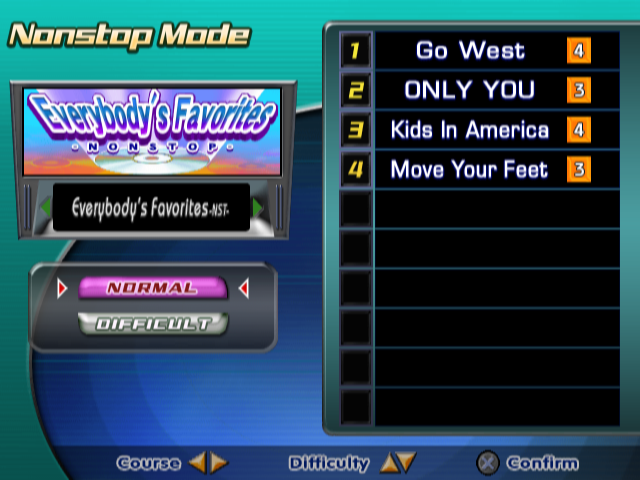 Nonstop Mode
Everybody's Favorites
-NONSTOP-
Everybody's Favorites-NST-
NORMAL
DIFFICULT
1 Go West 4
2 ONLY YOU 3
3 Kids In America 4
4 Move Your Feet 3
Course Difficulty Confirm